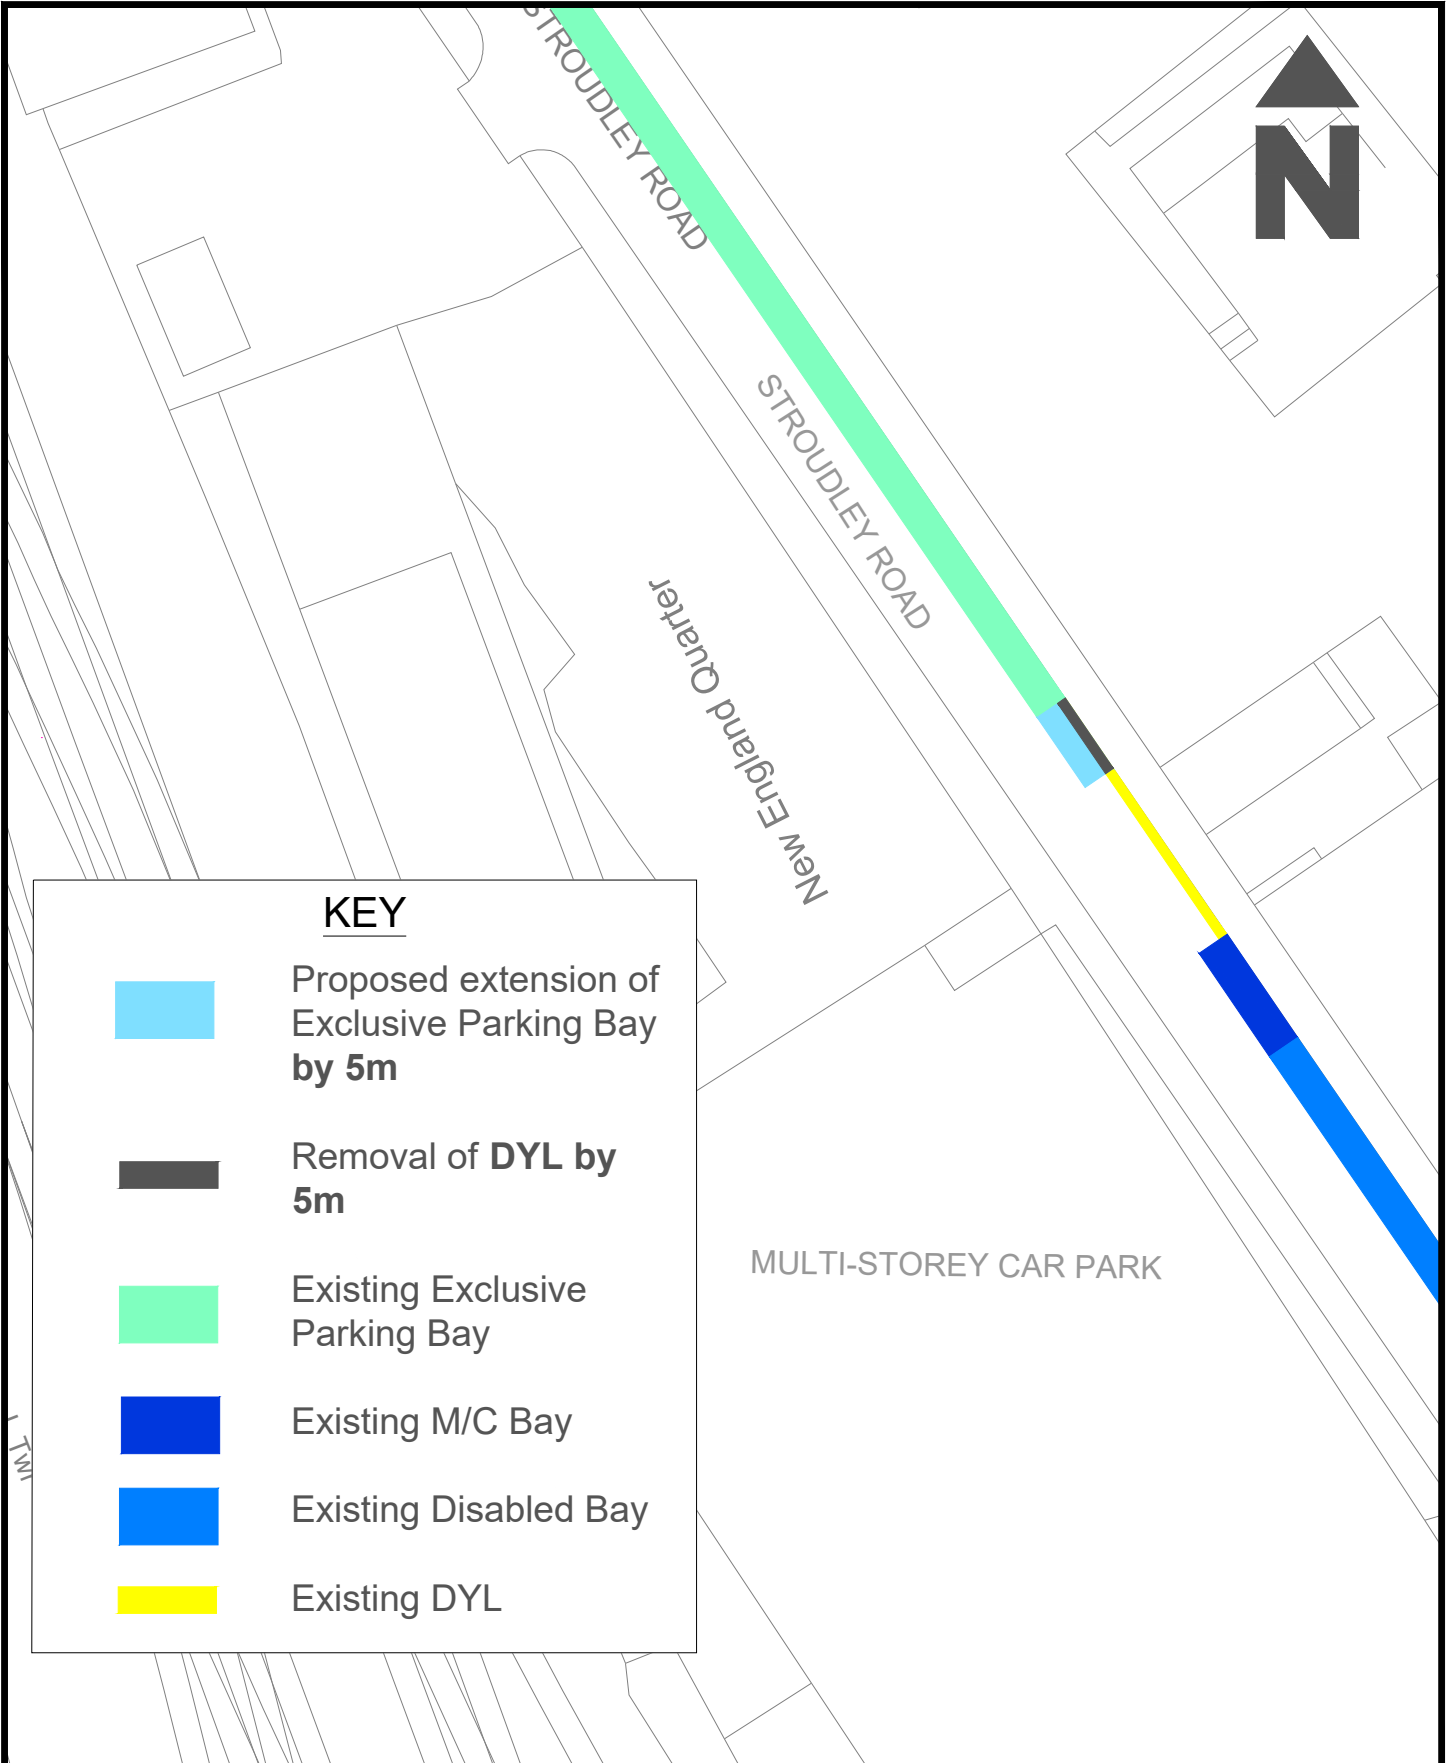 STROUDLEY ROAD
N
STROUDLEY ROAD
New England Quarter
KEY
Proposed extension of
Exclusive Parking Bay
by 5m
Removal of DYL by
5m
Existing Exclusive
Parking Bay
Existing M/C Bay
Existing Disabled Bay
Existing DYL
MULTI-STOREY CAR PARK